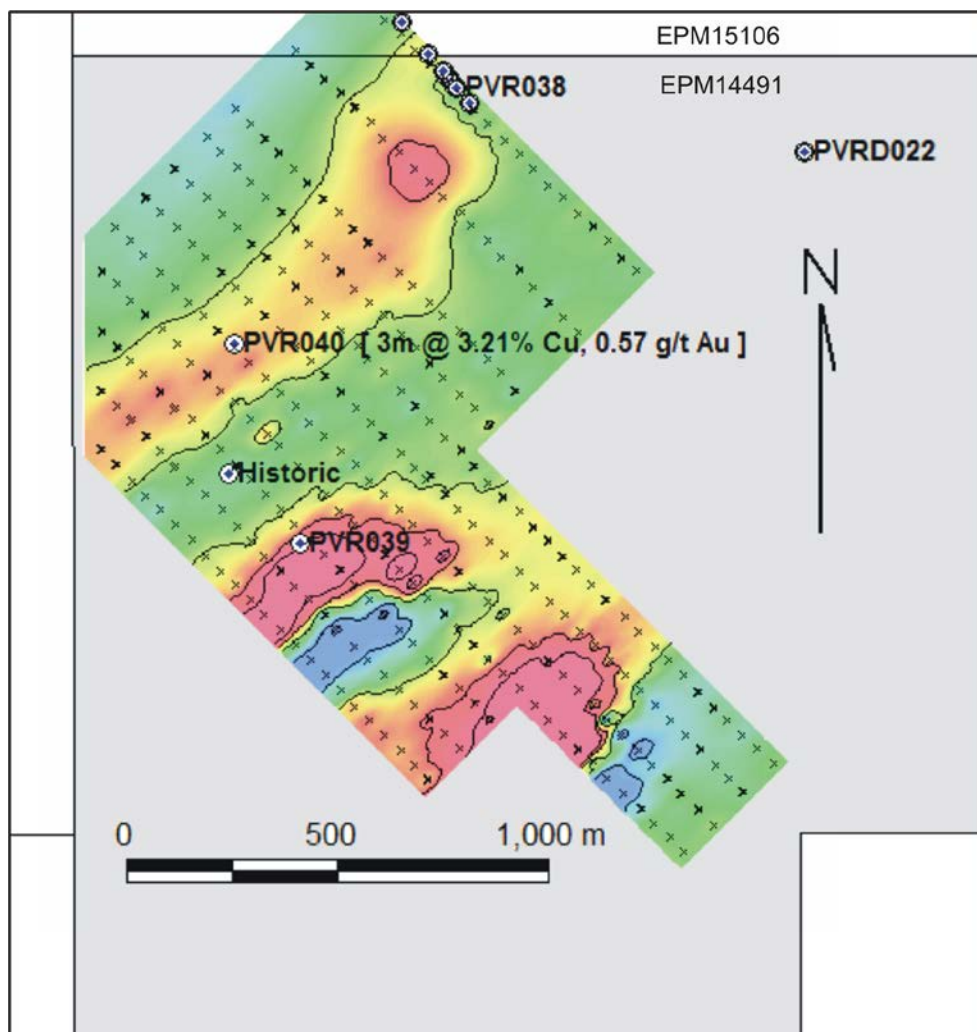 EPM15106
EPM14491
PVR038
PVRD022
N
PVR040 [ 3m @ 3.21% Cu, 0.57 g/t Au ]
Historic
PVR039
0 500 1,000 m